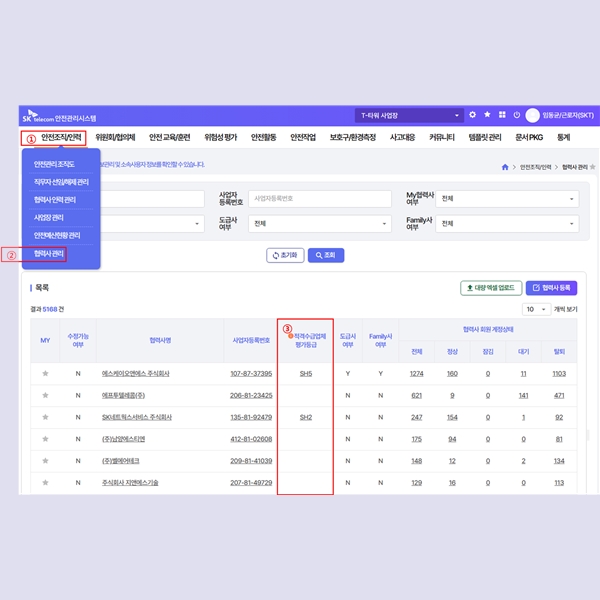 SK telecom 안전관리시스템
T-타워 사업장
임동균/근로자(SKT)
① 안전조직/인력 위원회/협의체 안전 교육/훈련 위험성 평가 안전활동 안전작업 보호구/환경측정 사고대응 커뮤니티 템플릿 관리 문서 PKG 통계
안전관리 조직도
보관리 및 소속사용자 정보를 확인할 수 있습니다.
안전조직/인력 > 협력사 관리
직무자 선임/해제 관리
협력사 인력 관리
사업장 관리
안전예산현황 관리
② 협력사 관리
사업자 등록번호
사업자등록번호
My협력사 여부
전체
도급사 여부
전체
Family사 여부
전체
초기화
조회
목록
대량 엑셀 업로드
협력사 등록
결과 5168 건
10 개씩 보기
③
MY 수정가능 여부 협력사명 사업자등록번호 적격수급업체 평가등급 도급사 여부 Family사 여부 협력사 회원 계정상태
전체 정상 잠김 대기 탈퇴
N 에스케이오앤에스 주식회사 107-87-37395 SH5 Y Y 1274 160 0 11 1103
N 에프투텔레콤(주) 206-81-23425 N N 621 9 0 141 471
N SK네트웍스서비스 주식회사 135-81-92479 SH2 N N 247 154 0 1 92
N (주)남양에스티엔 412-81-02608 N N 175 94 0 0 81
N (주)벨에어테크 209-81-41039 N N 148 12 0 2 134
N 주식회사 지앤에스기술 207-81-49729 N N 129 16 0 0 113